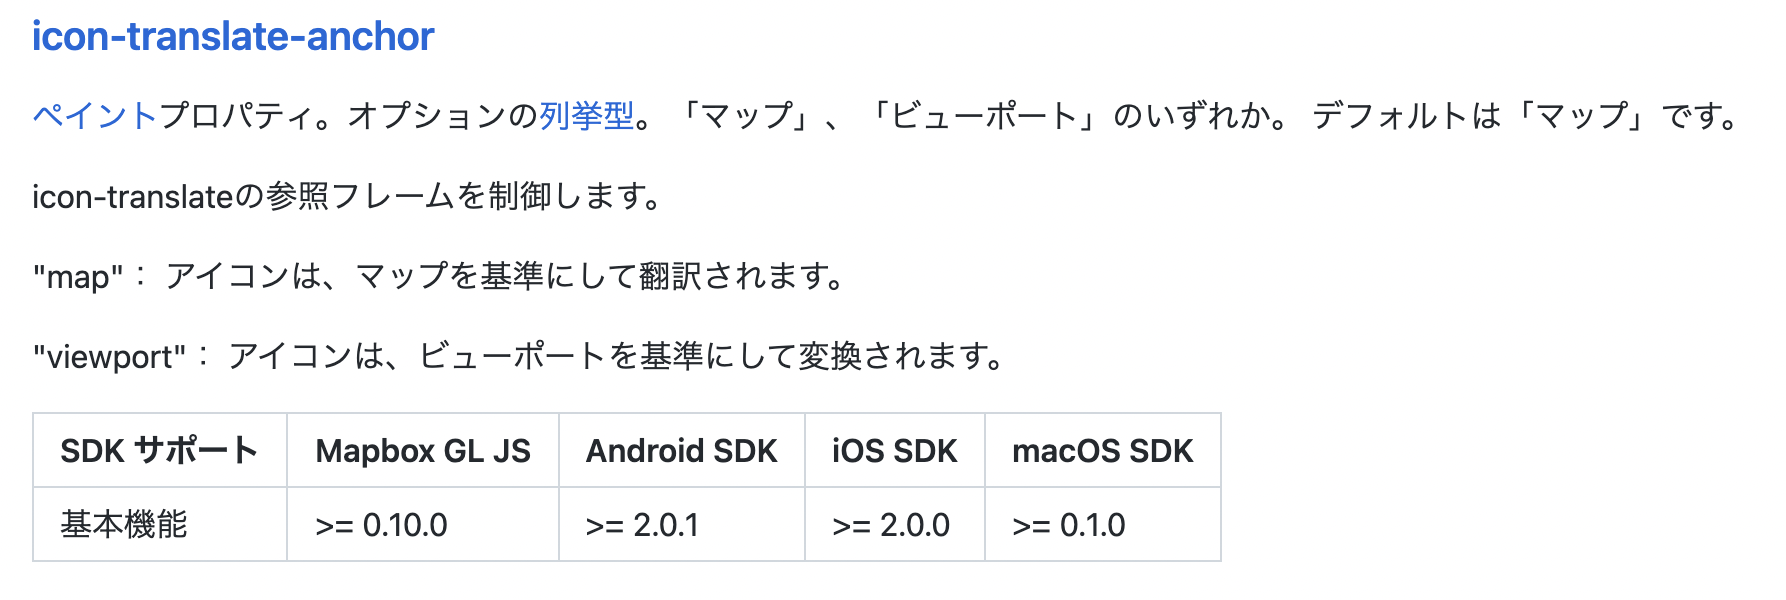 icon-translate-anchor
ペイントプロパティ。オプションの列挙型。「マップ」、「ビューポート」のいずれか。 デフォルトは「マップ」です。
icon-translateの参照フレームを制御します。
"map"： アイコンは、マップを基準にして翻訳されます。
"viewport"： アイコンは、ビューポートを基準にして変換されます。
SDK サポート Mapbox GL JS Android SDK iOS SDK macOS SDK
基本機能 >= 0.10.0 >= 2.0.1 >= 2.0.0 >= 0.1.0